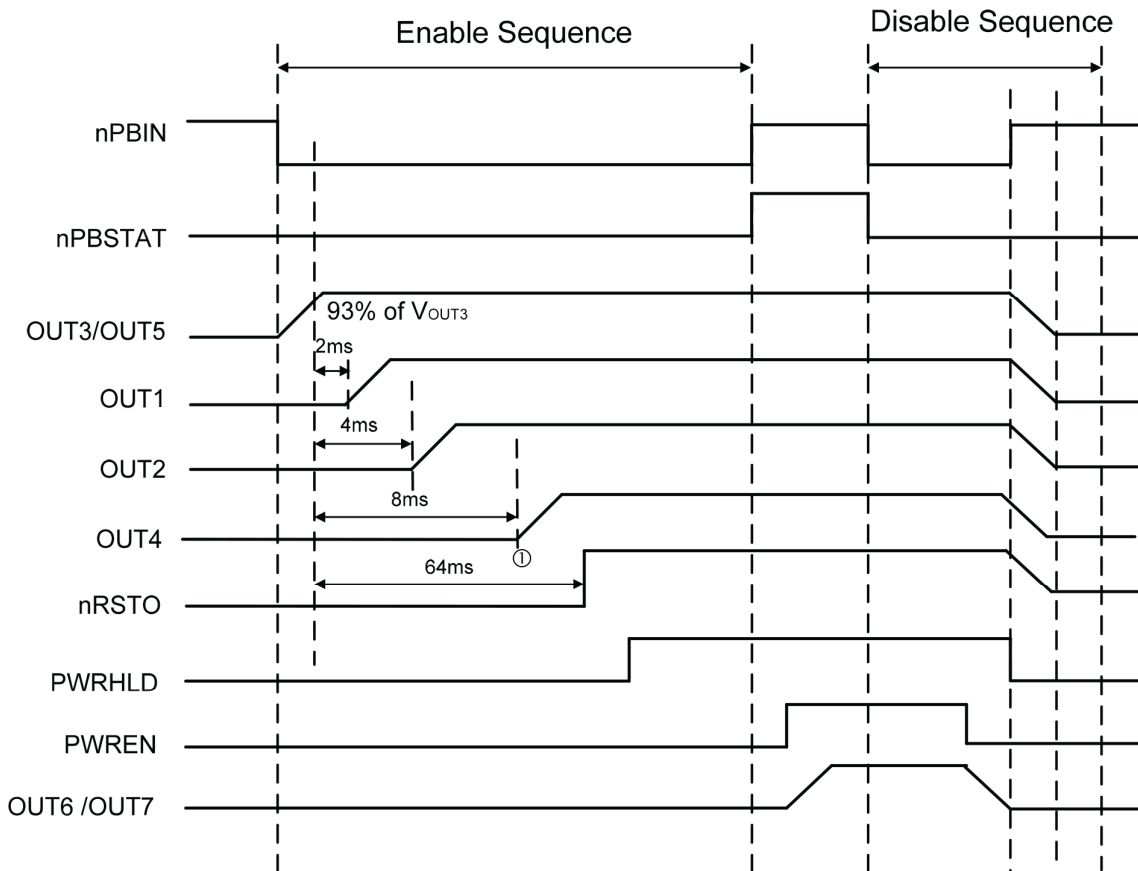 Enable Sequence
Disable Sequence
nPBIN
nPBSTAT
OUT3/OUT5
93% of VOUT3
2ms
OUT1
4ms
OUT2
8ms
OUT4
①
64ms
nRSTO
PWRHLD
PWREN
OUT6 /OUT7